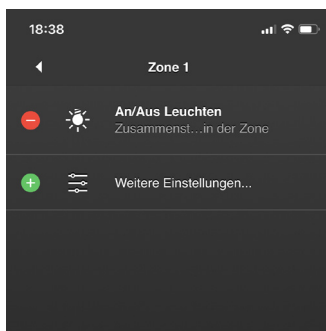 18:38
Zone 1
An/Aus Leuchten
Zusammenst...in der Zone
Weitere Einstellungen...